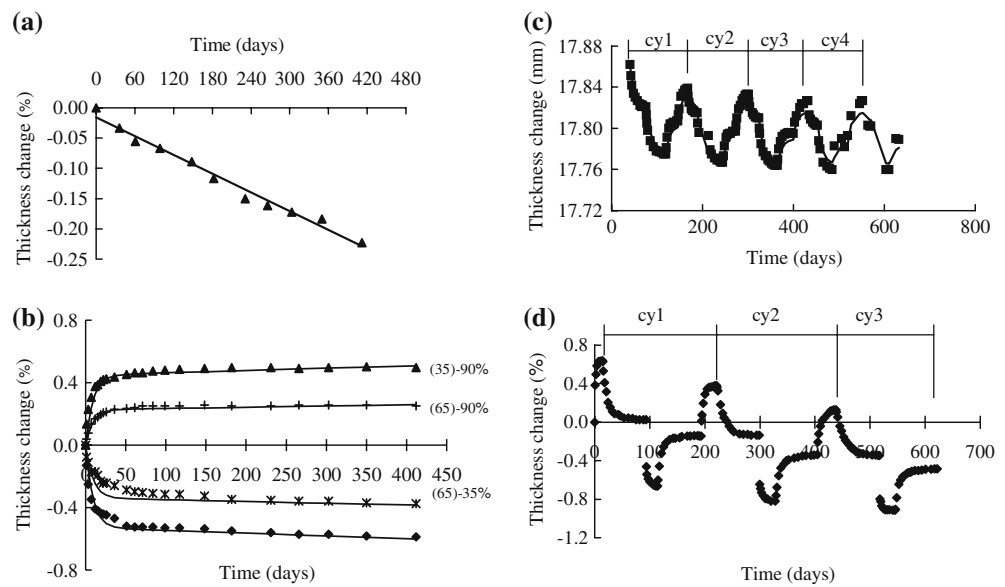 (a)
Time (days)
0 60 120 180 240 300 360 420 480
0.00
-0.05
-0.10
-0.15
-0.20
-0.25
Thickness change (%)
(b)
0.8
0.4
0.0
-0.4
-0.8
Thickness change (%)
0 50 100 150 200 250 300 350 400 450
(35)-90%
(65)-90%
(65)-35%
Time (days)
(c)
cy1 cy2 cy3 cy4
17.88
17.84
17.80
17.76
17.72
Thickness change (mm)
0 200 400 600 800
Time (days)
(d)
cy1 cy2 cy3
0.8
0.4
0.0
-0.4
-0.8
-1.2
Thickness change (%)
0 100 200 300 400 500 600 700
Time (days)